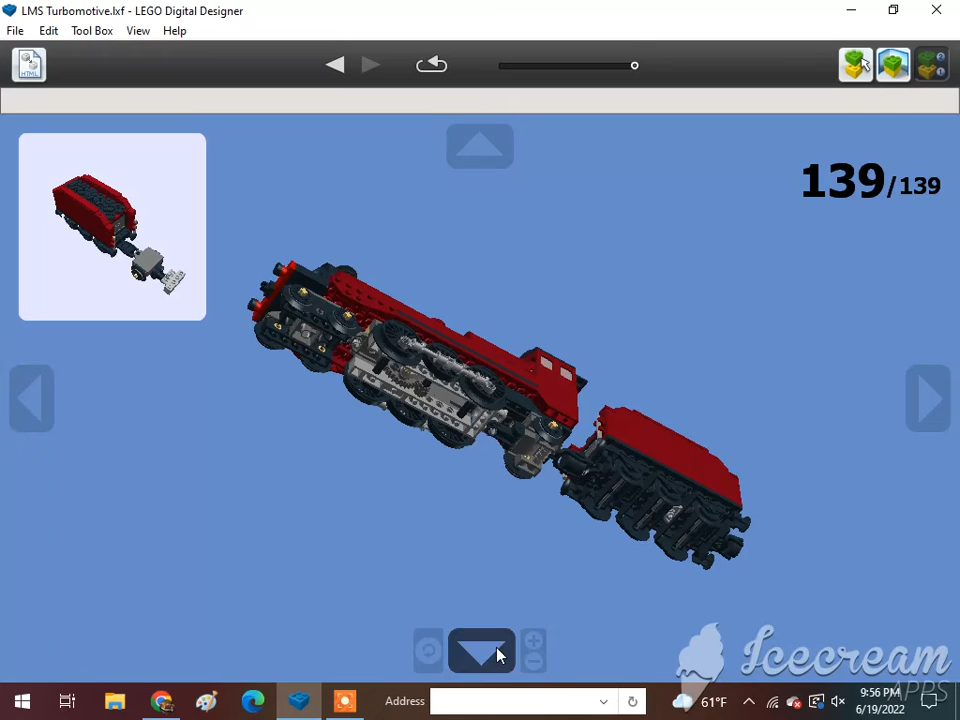 LMS Turbomotive.lxf - LEGO Digital Designer
File Edit Tool Box View Help
HTML
139/139
Icecream
APPS
Address
61°F
9:56 PM
6/19/2022